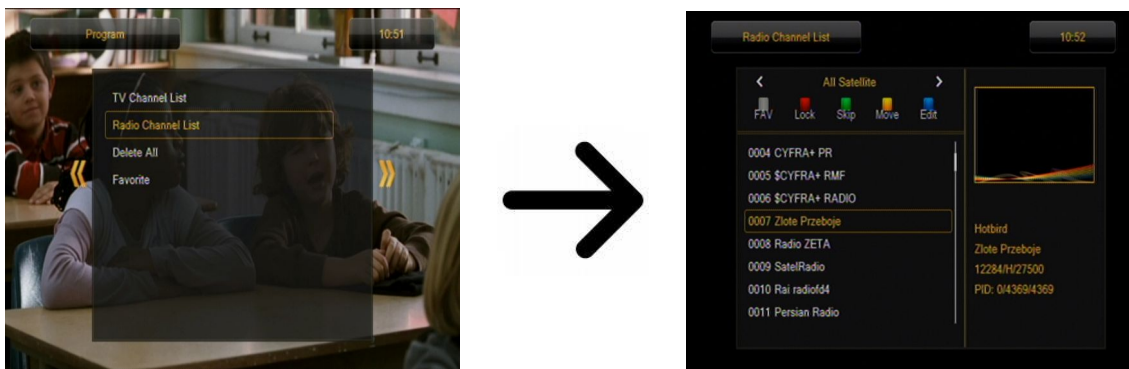 Program
10:51
TV Channel List
Radio Channel List
Delete All
Favorite
Radio Channel List
10:52
All Satellite
FAV Lock Skip Move Edit
0004 CYFRA+ PR
0005 $CYFRA+ RMF
0006 $CYFRA+ RADIO
0007 Zlote Przeboje
0008 Radio ZETA
0009 SatelRadio
0010 Rai radiofd4
0011 Persian Radio
Hotbird
Zlote Przeboje
12284/H/27500
PID: 0/4369/4369